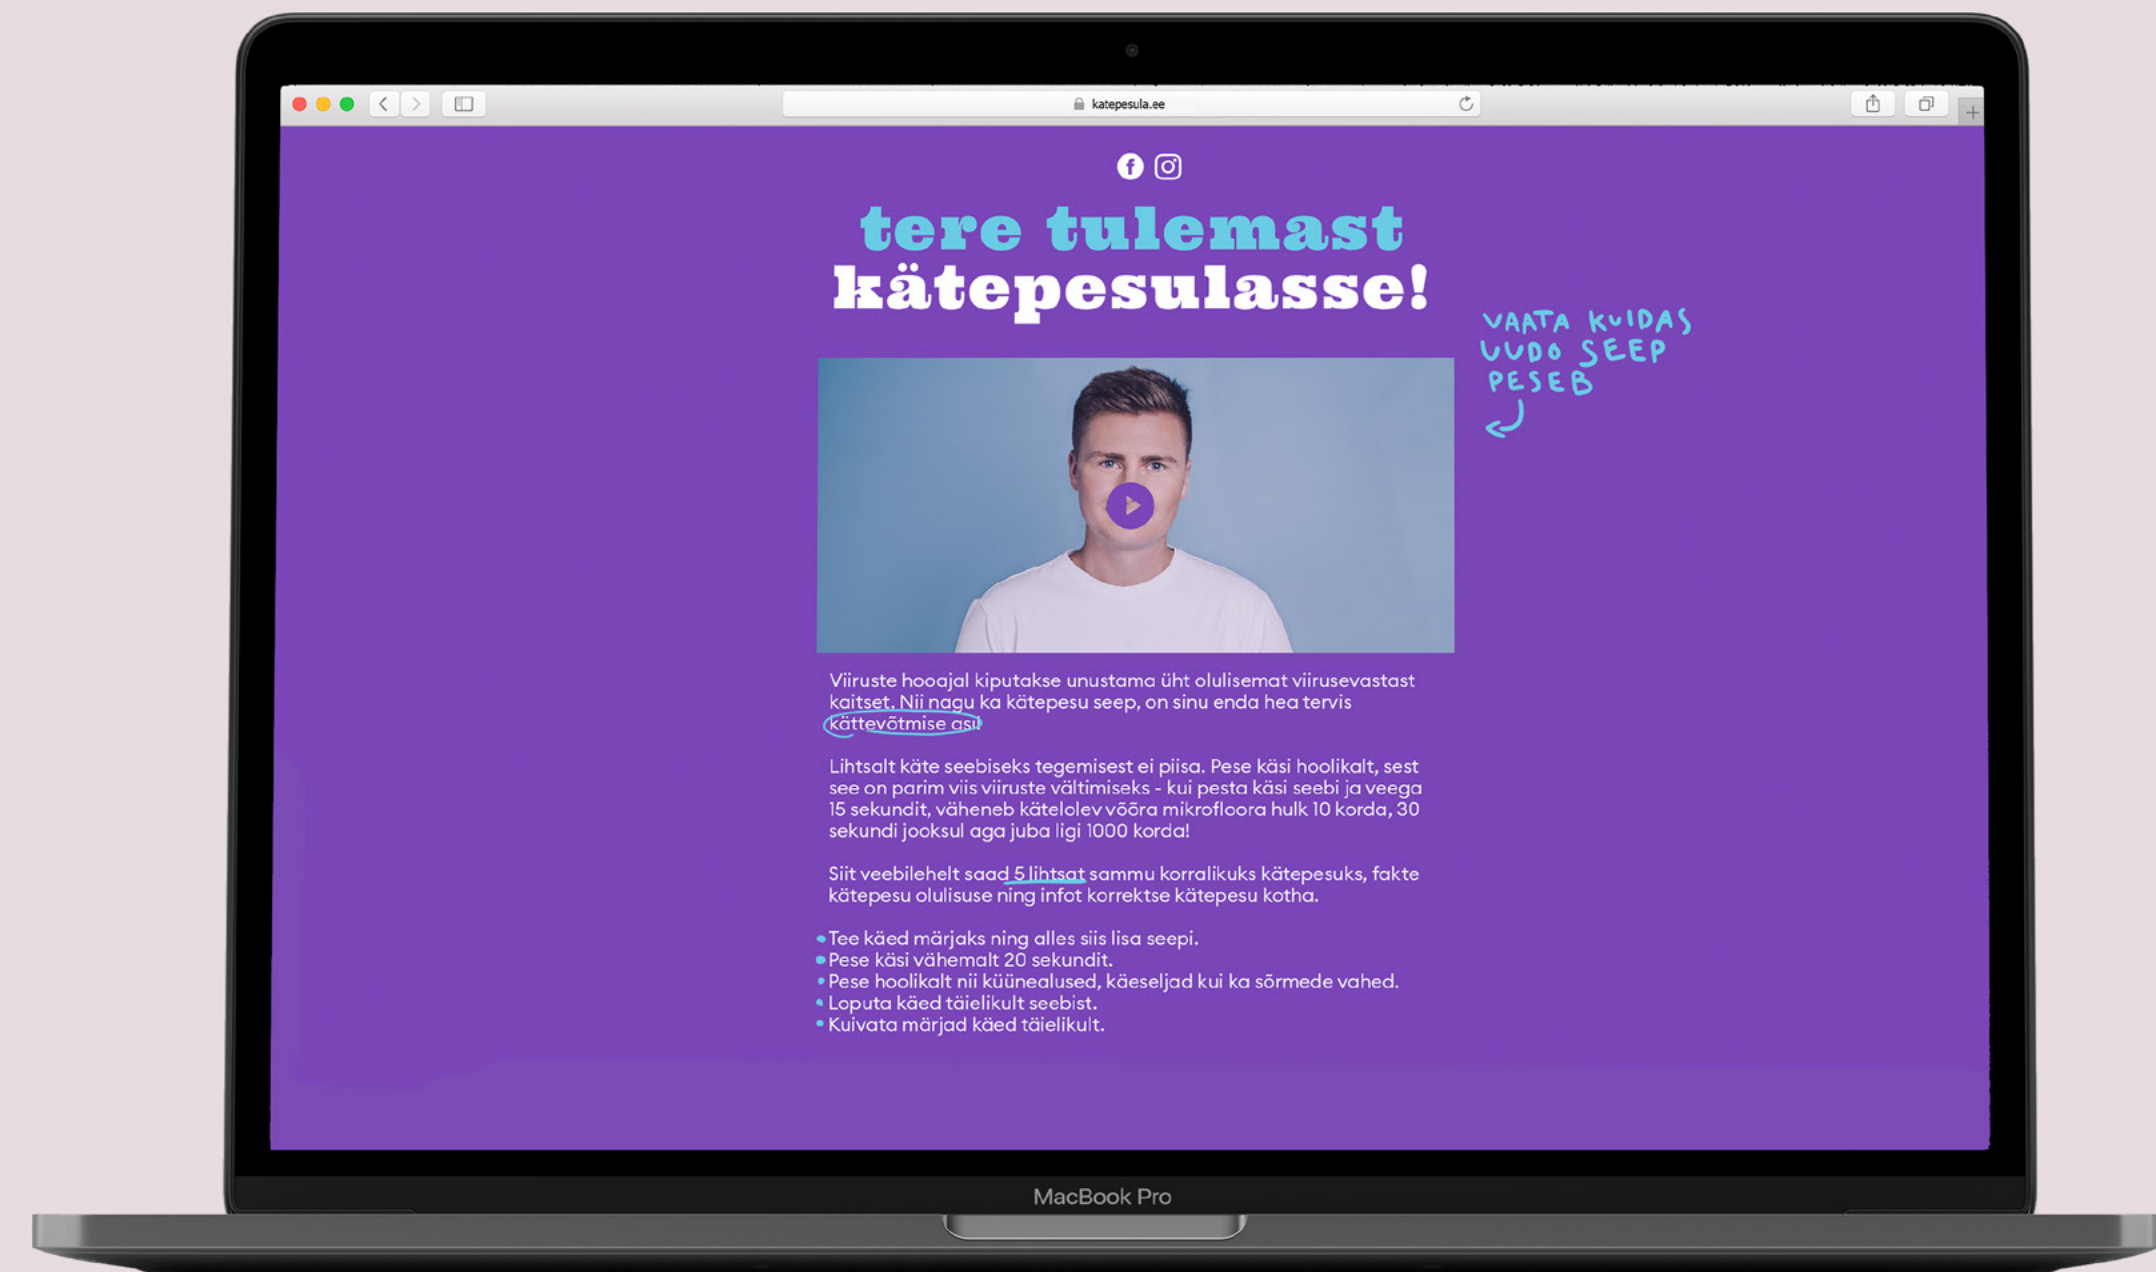 katepesula.ee
tere tulemast
kätepesulasse!
VAATA KUIDAS
UUDO SEEP
PESEB
Viiruste hooajal kiputakse unustama üht olulisemat viirusevastast
kaitset. Nii nagu ka kätepesu seep, on sinu enda hea tervis
kättevõtmise asi!
Lihtsalt käte seebiseks tegemisest ei piisa. Pese käsi hoolikalt, sest
see on parim viis viiruste vältimiseks - kui pesta käsi seebi ja veega
15 sekundit, väheneb kätelolev võõra mikrofloora hulk 10 korda, 30
sekundi jooksul aga juba ligi 1000 korda!
Siit veebilehelt saad 5 lihtsat sammu korralikuks kätepesuks, fakte
kätepesu olulisuse ning infot korrektse kätepesu kotha.
Tee käed märjaks ning alles siis lisa seepi.
Pese käsi vähemalt 20 sekundit.
Pese hoolikalt nii küünealused, käeseljad kui ka sõrmede vahed.
Loputa käed täielikult seebist.
Kuivata märjad käed täielikult.
MacBook Pro